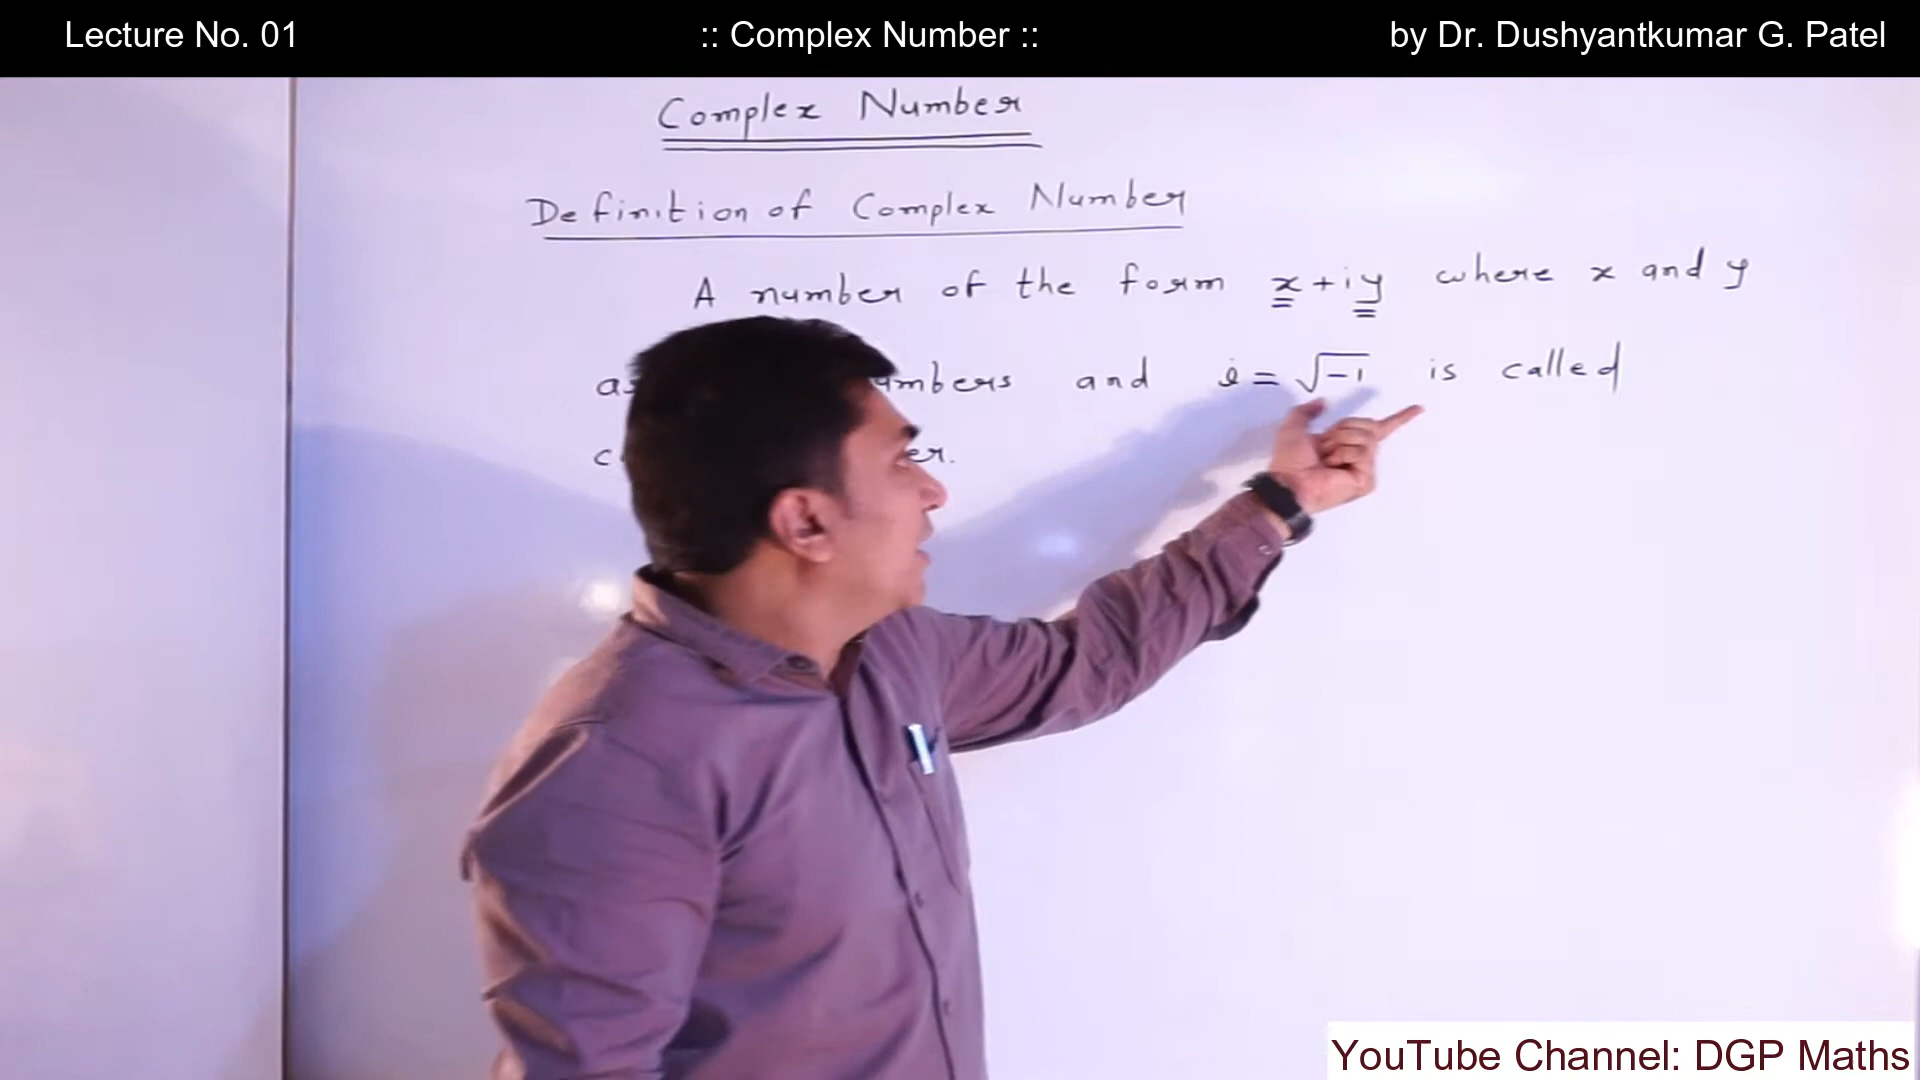 Lecture No. 01 :: Complex Number :: by Dr. Dushyantkumar G. Patel
Complex Number
Definition of Complex Number
A number of the form x+iy where x and y
and i = √-1 is called
YouTube Channel: DGP Maths